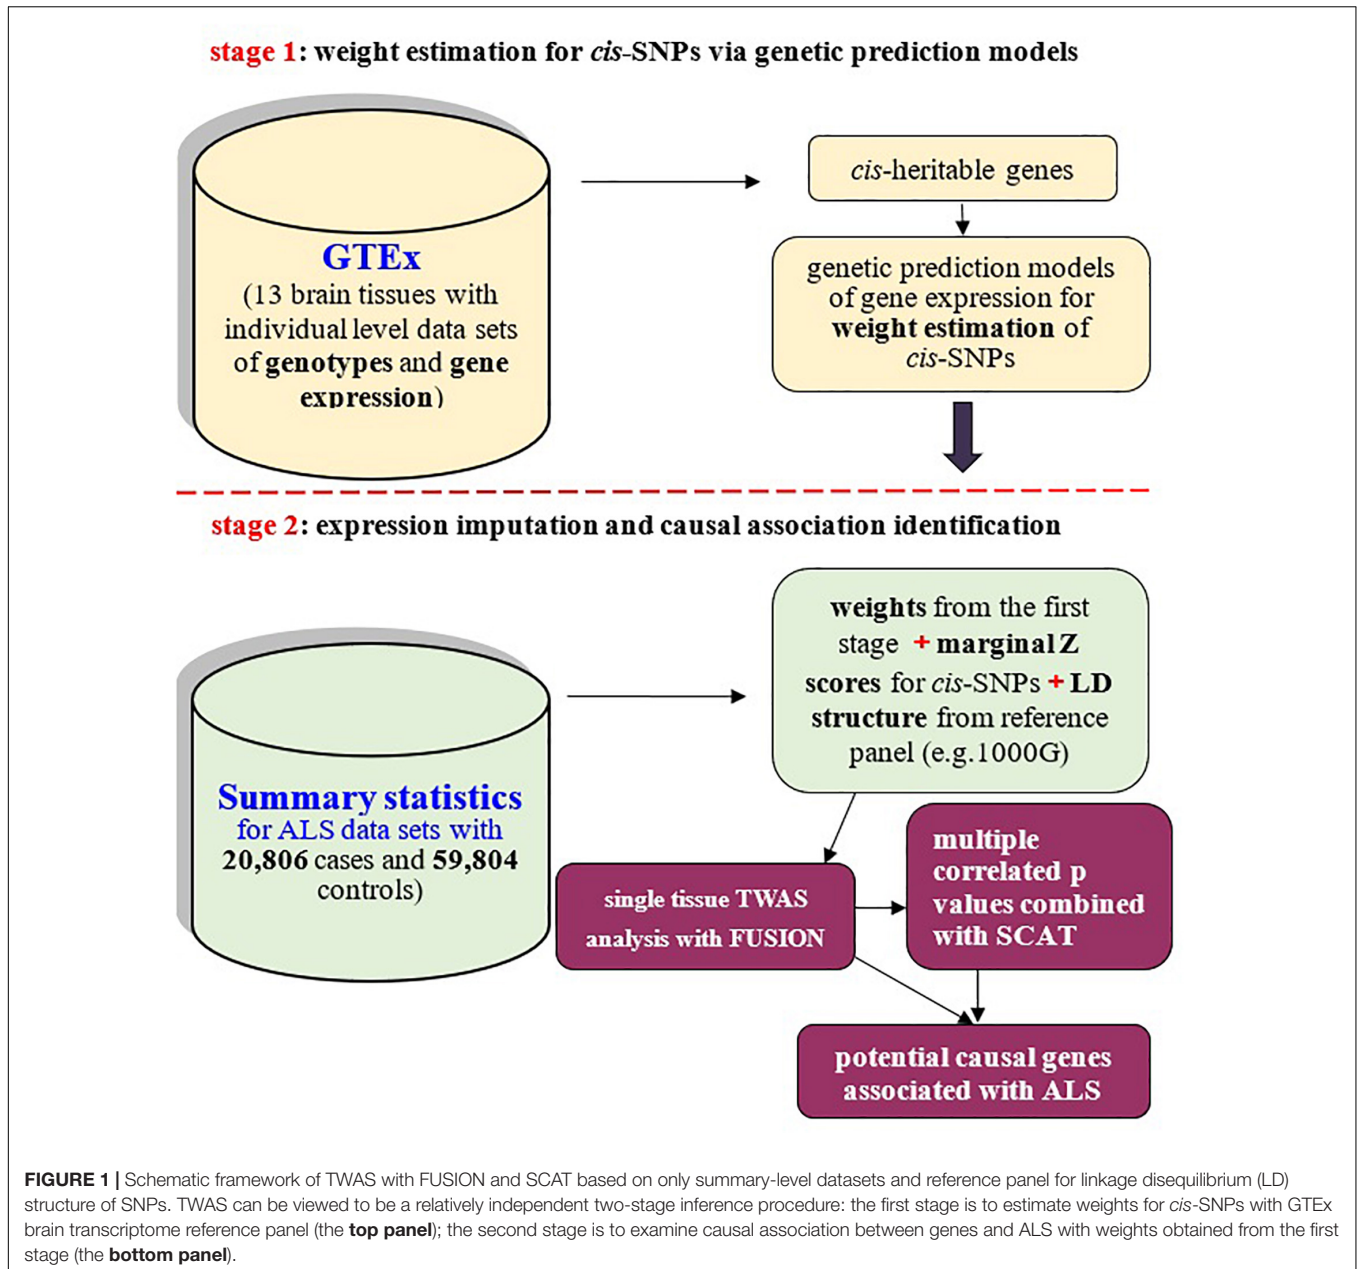 stage 1: weight estimation for cis-SNPs via genetic prediction models
GTEx
(13 brain tissues with
individual level data sets
of genotypes and gene
expression)
cis-heritable genes
genetic prediction models
of gene expression for
weight estimation of
cis-SNPs
stage 2: expression imputation and causal association identification
Summary statistics
for ALS data sets with
20,806 cases and 59,804
controls)
weights from the first
stage + marginal Z
scores for cis-SNPs + LD
structure from reference
panel (e.g.1000G)
single tissue TWAS
analysis with FUSION
multiple
correlated p
values combined
with SCAT
potential causal genes
associated with ALS
FIGURE 1 | Schematic framework of TWAS with FUSION and SCAT based on only summary-level datasets and reference panel for linkage disequilibrium (LD)
structure of SNPs. TWAS can be viewed to be a relatively independent two-stage inference procedure: the first stage is to estimate weights for cis-SNPs with GTEx
brain transcriptome reference panel (the top panel); the second stage is to examine causal association between genes and ALS with weights obtained from the first
stage (the bottom panel).